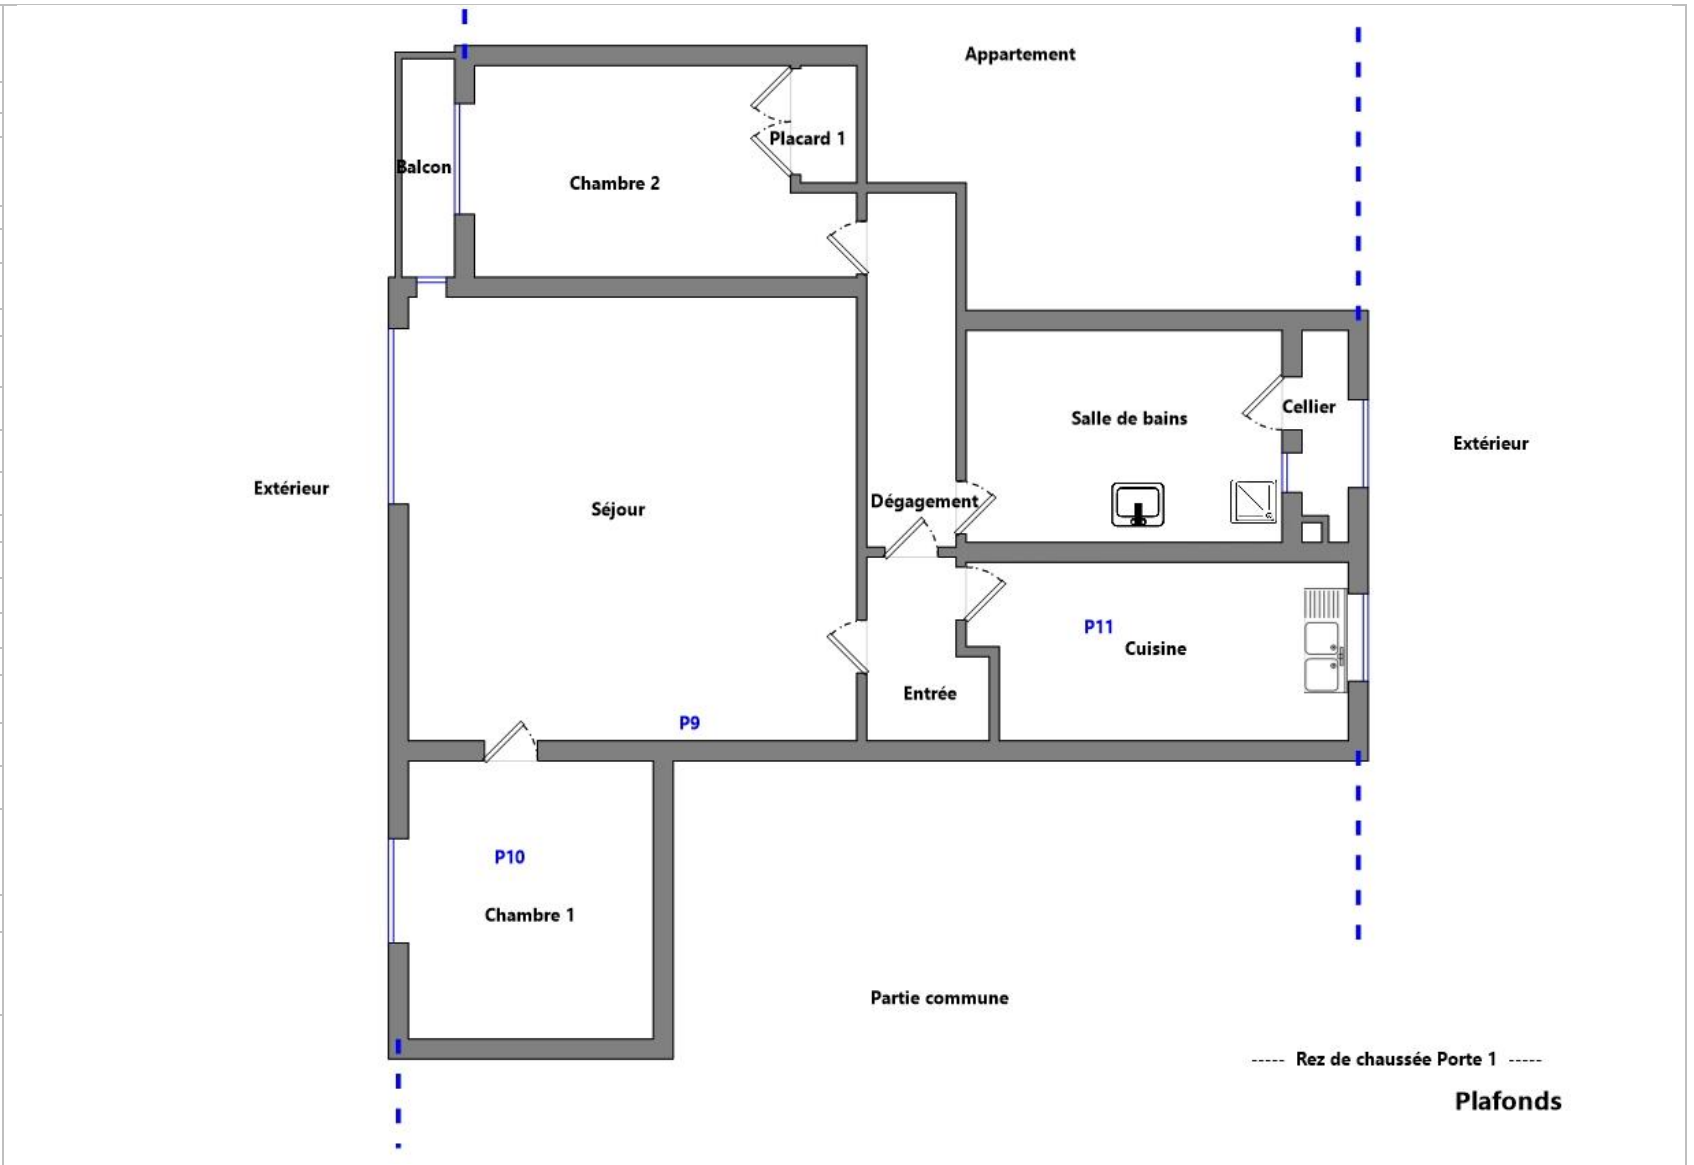 Appartement
Placard 1
Balcon
Chambre 2
Cellier
Salle de bains
Extérieur
Extérieur
Dégagement
Séjour
P11
Cuisine
Entrée
P9
P10
Chambre 1
Partie commune
----- Rez de chaussée Porte 1 -----
Plafonds